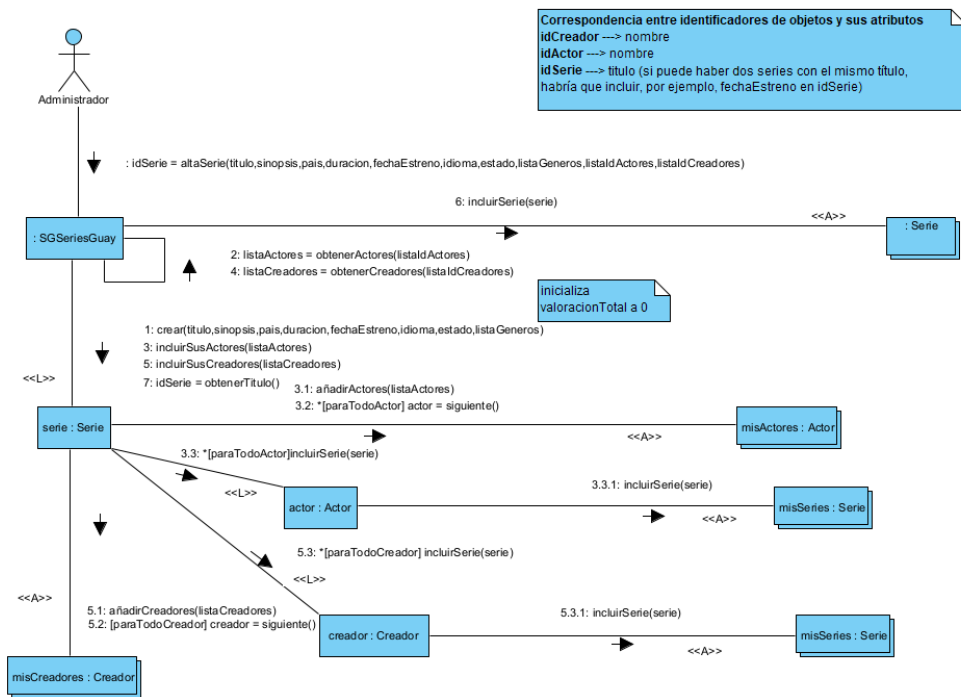 Correspondencia entre identificadores de objetos y sus atributos
idCreador ---> nombre
idActor ---> nombre
idSerie ---> titulo (si puede haber dos series con el mismo título,
habría que incluir, por ejemplo, fechaEstreno en idSerie)
Administrador
: idSerie = altaSerie(titulo,sinopsis,pais,duracion,fechaEstreno,idioma,estado,listaGeneros,listaIdActores,listaIdCreadores)
6: incluirSerie(serie)
<<A>>
: SGSeriesGuay
: Serie
2: listaActores = obtenerActores(listaIdActores)
4: listaCreadores = obtenerCreadores(listaIdCreadores)
inicializa
valoracionTotal a 0
1: crear(titulo,sinopsis,pais,duracion,fechaEstreno,idioma,estado,listaGeneros)
3: incluirSusActores(listaActores)
5: incluirSusCreadores(listaCreadores)
7: idSerie = obtenerTitulo()
<<L>>
3.1: añadirActores(listaActores)
3.2: *[paraTodoActor] actor = siguiente()
serie : Serie
<<A>>
misActores : Actor
3.3: *[paraTodoActor]incluirSerie(serie)
<<L>>
actor : Actor
3.3.1: incluirSerie(serie)
<<A>>
misSeries : Serie
5.3: *[paraTodoCreador] incluirSerie(serie)
<<L>>
<<A>>
5.1: añadirCreadores(listaCreadores)
5.2: [paraTodoCreador] creador = siguiente()
creador : Creador
5.3.1: incluirSerie(serie)
<<A>>
misSeries : Serie
misCreadores : Creador